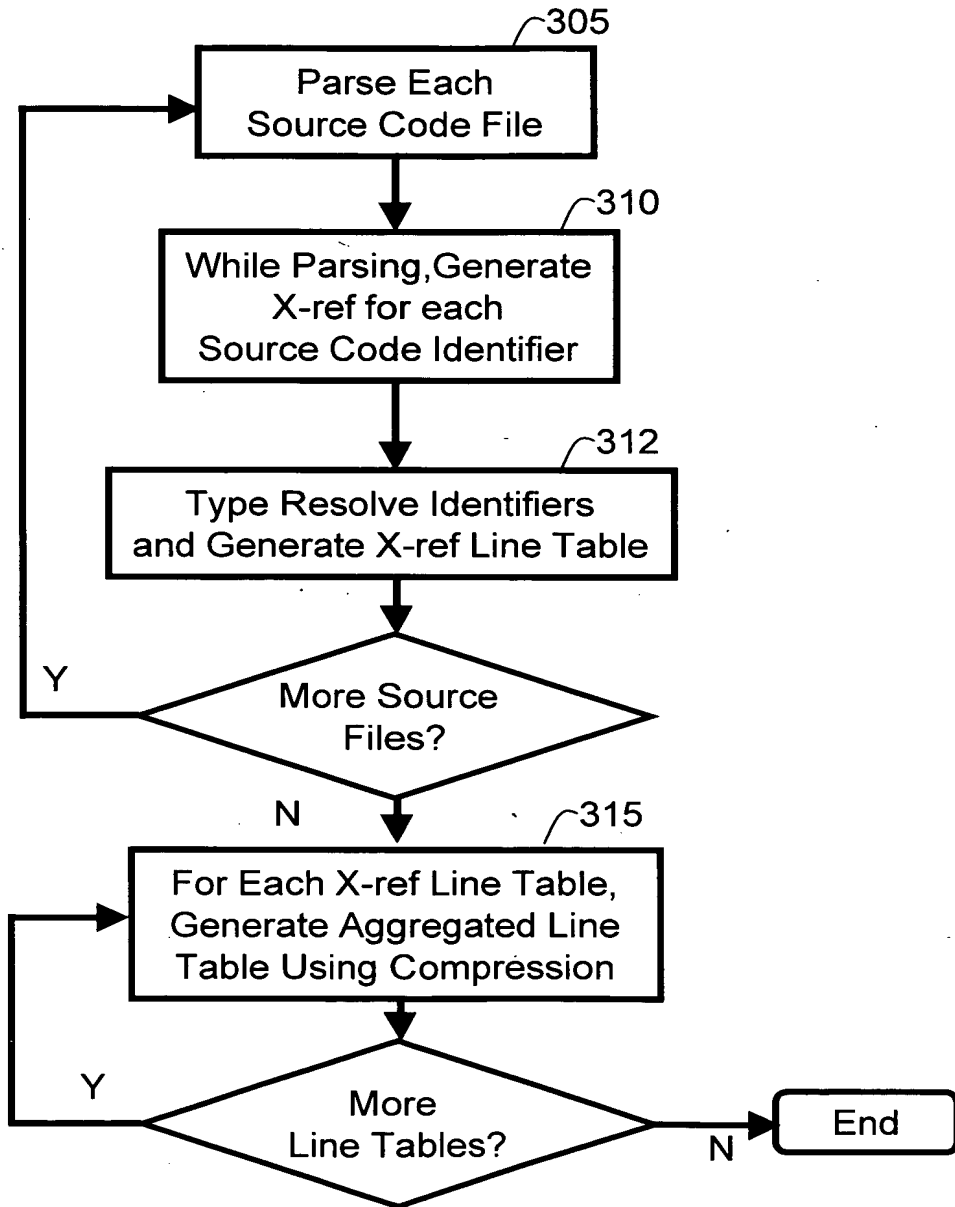 305
Parse Each
Source Code File
310
While Parsing,Generate
X-ref for each
Source Code Identifier
312
Type Resolve Identifiers
and Generate X-ref Line Table
Y
More Source
Files?
N
315
For Each X-ref Line Table,
Generate Aggregated Line
Table Using Compression
Y
More
Line Tables?
N
End